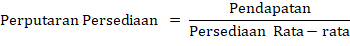 Perputaran Persediaan = Pendapatan / Persediaan Rata − rata